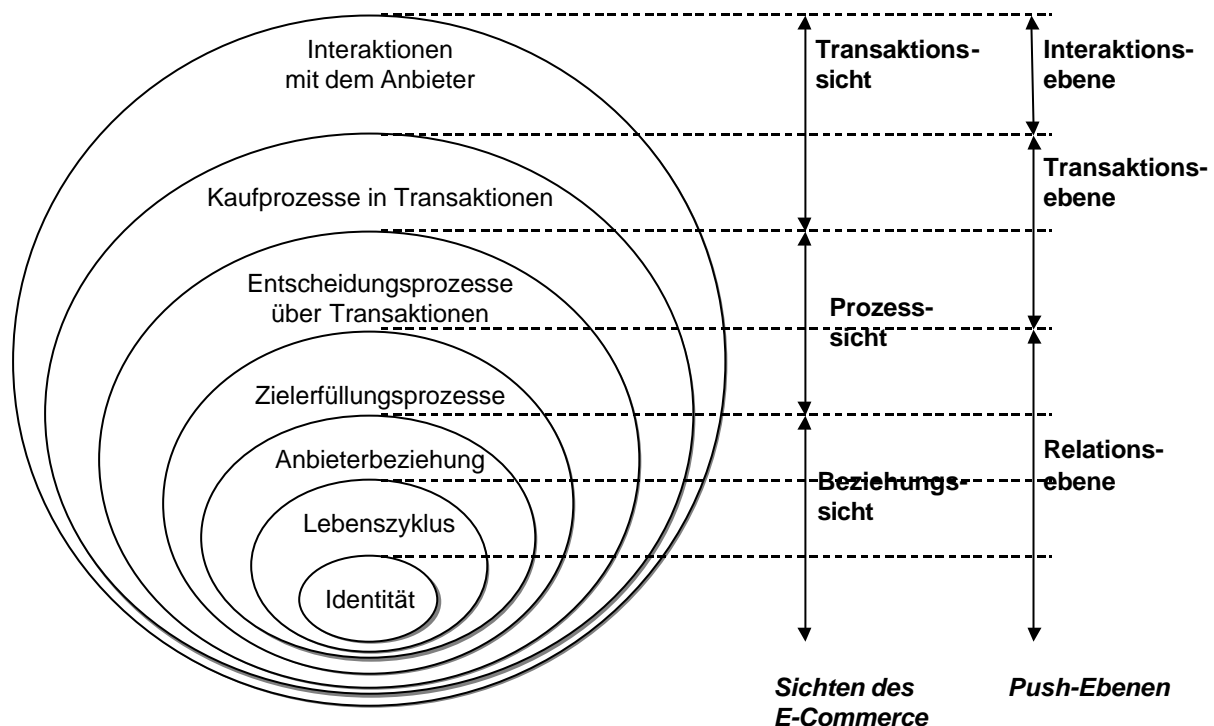 Interaktionen
mit dem Anbieter
Kaufprozesse in Transaktionen
Entscheidungsprozesse
über Transaktionen
Zielerfüllungsprozesse
Anbieterbeziehung
Lebenszyklus
Identität
Transaktions-
sicht
Prozess-
sicht
Beziehungs-
sicht
Sichten des
E-Commerce
Interaktions-
ebene
Transaktions-
ebene
Relations-
ebene
Push-Ebenen